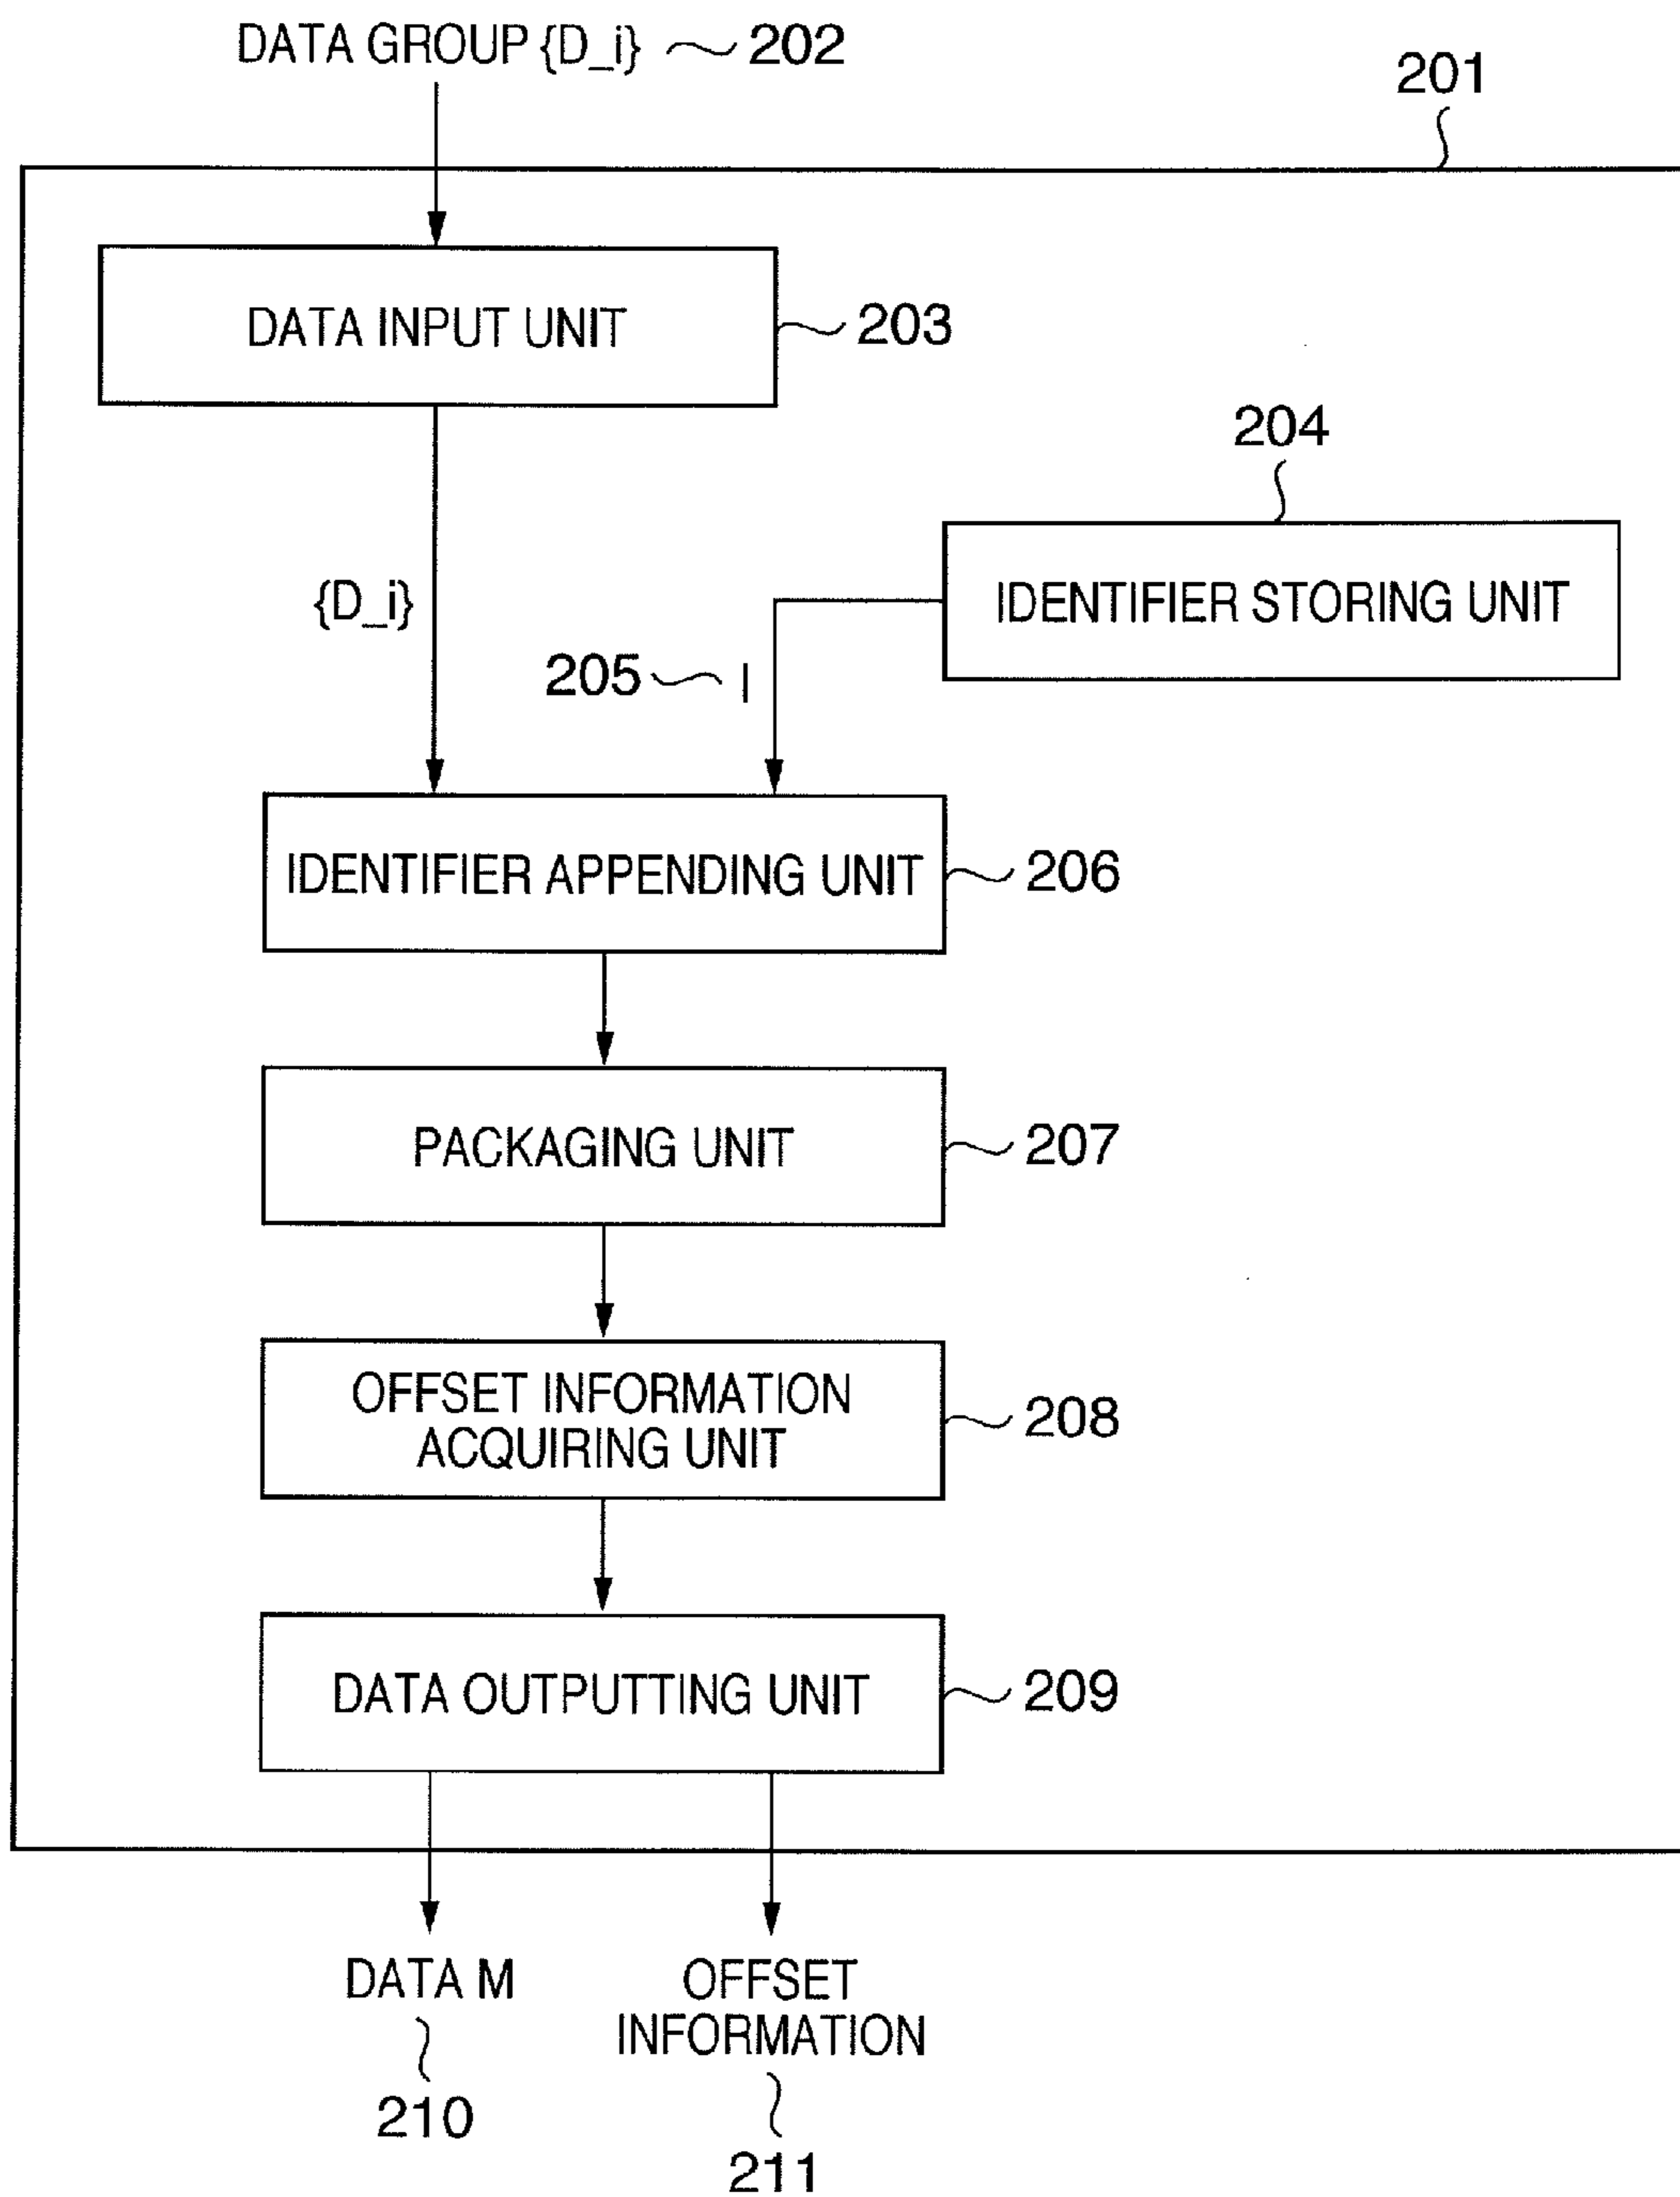 DATA GROUP {D_i} 202
201
DATA INPUT UNIT 203
204
IDENTIFIER STORING UNIT
{D_i}
205 I
IDENTIFIER APPENDING UNIT 206
PACKAGING UNIT 207
OFFSET INFORMATION
ACQUIRING UNIT
208
DATA OUTPUTTING UNIT 209
DATA M
210
OFFSET
INFORMATION
211